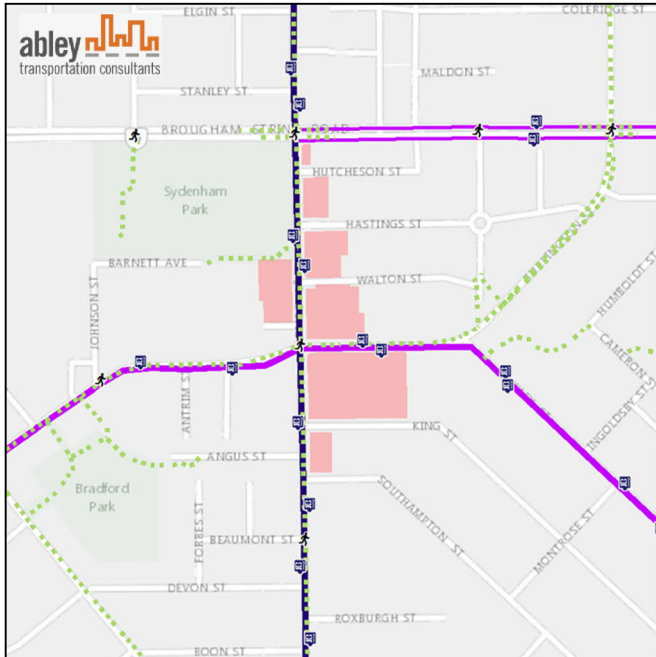 abley
transportation consultants
ELGIN ST
COLERIDGE ST
MALDON ST
STANLEY ST
BROUGHAM ST
ROAD
HUTCHESON ST
Sydenham
Park
HASTINGS ST
BARNETT AVE
WALTON ST
HUMBOLDT ST
JOHNSON ST
CAMERON ST
ANTRIM ST
INGOLDSBY ST
KING ST
ANGUS ST
Bradford
Park
SOUTHAMPTON ST
FORBES ST
MONTROSE ST
BEAUMONT ST
DEVON ST
ROXBURGH ST
BOON ST